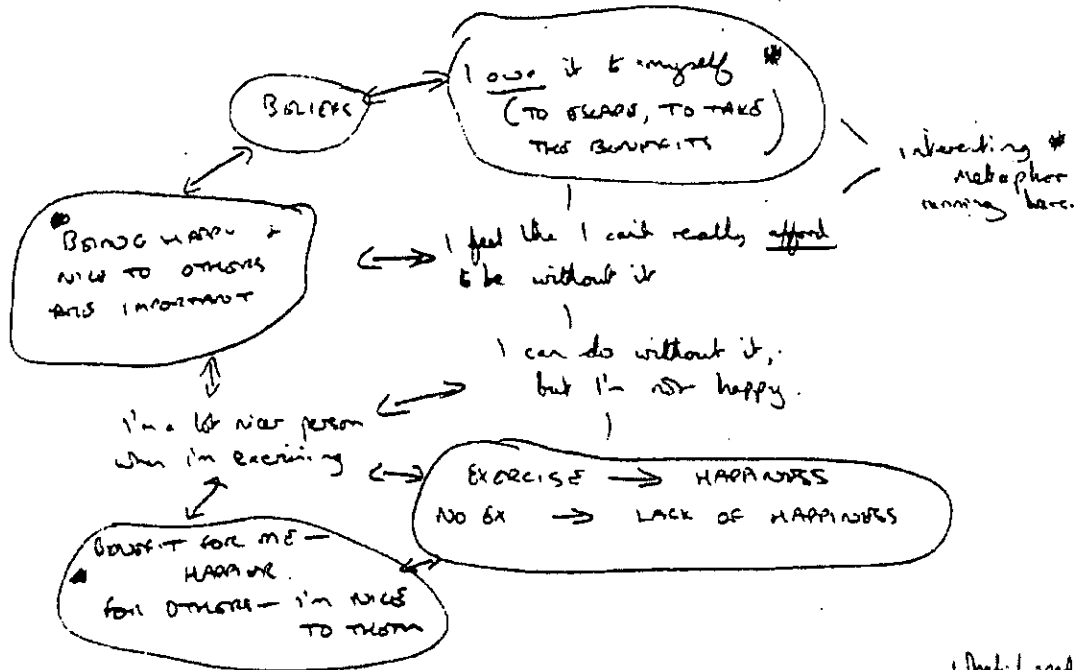 I owe it to myself *
(TO ESCAPE, TO TAKE
THE BENEFITS)
BELIEFS
interesting *
metaphor
running here.
BEING HAPPY +
NICE TO OTHERS
ARE IMPORTANT
I feel like I can't really afford
to be without it
I can do without it,
but I'm not happy.
I'm a lot nicer person
when I'm exercising
EXERCISE → HAPPINESS
NO EX → LACK OF HAPPINESS
BENEFIT FOR ME —
HAPPIER.
FOR OTHERS — I'M NICE
TO THEM